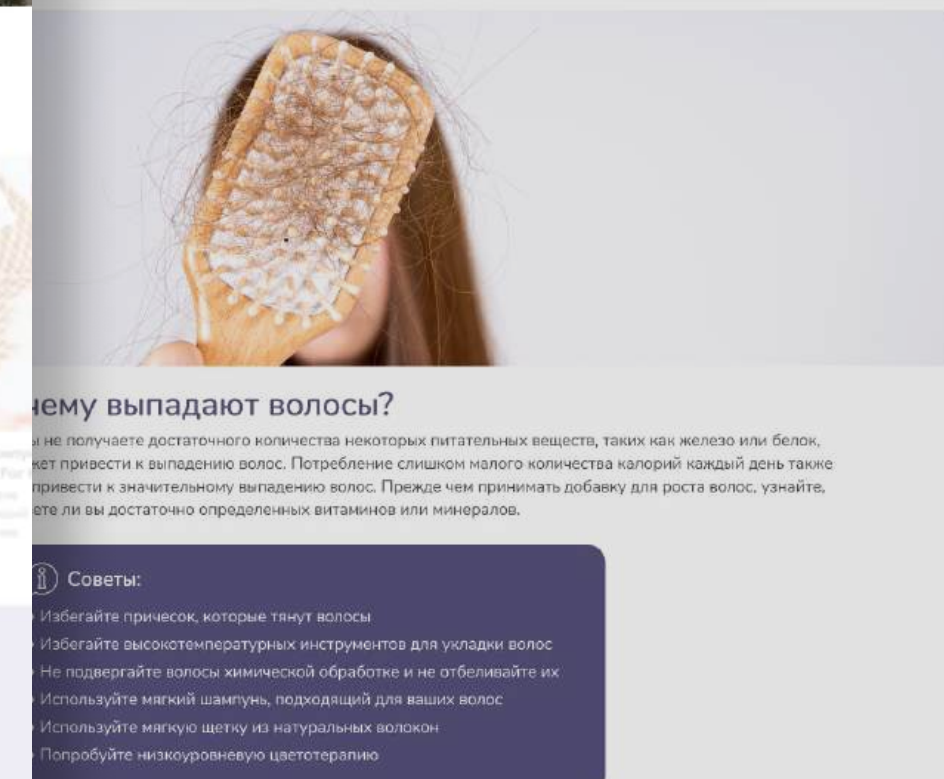 чему выпадают волосы?
ы не получаете достаточного количества некоторых питательных веществ, таких как железо или белок,
жет привести к выпадению волос. Потребление слишком малого количества калорий каждый день также
привести к значительному выпадению волос. Прежде чем принимать добавку для роста волос, узнайте,
ете ли вы достаточно определенных витаминов или минералов.
Советы:
Избегайте причесок, которые тянут волосы
Избегайте высокотемпературных инструментов для укладки волос
Не подвергайте волосы химической обработке и не отбеливайте их
Используйте мягкий шампунь, подходящий для ваших волос
Используйте мягкую щетку из натуральных волокон
Попробуйте низкоуровневую цветотерапию